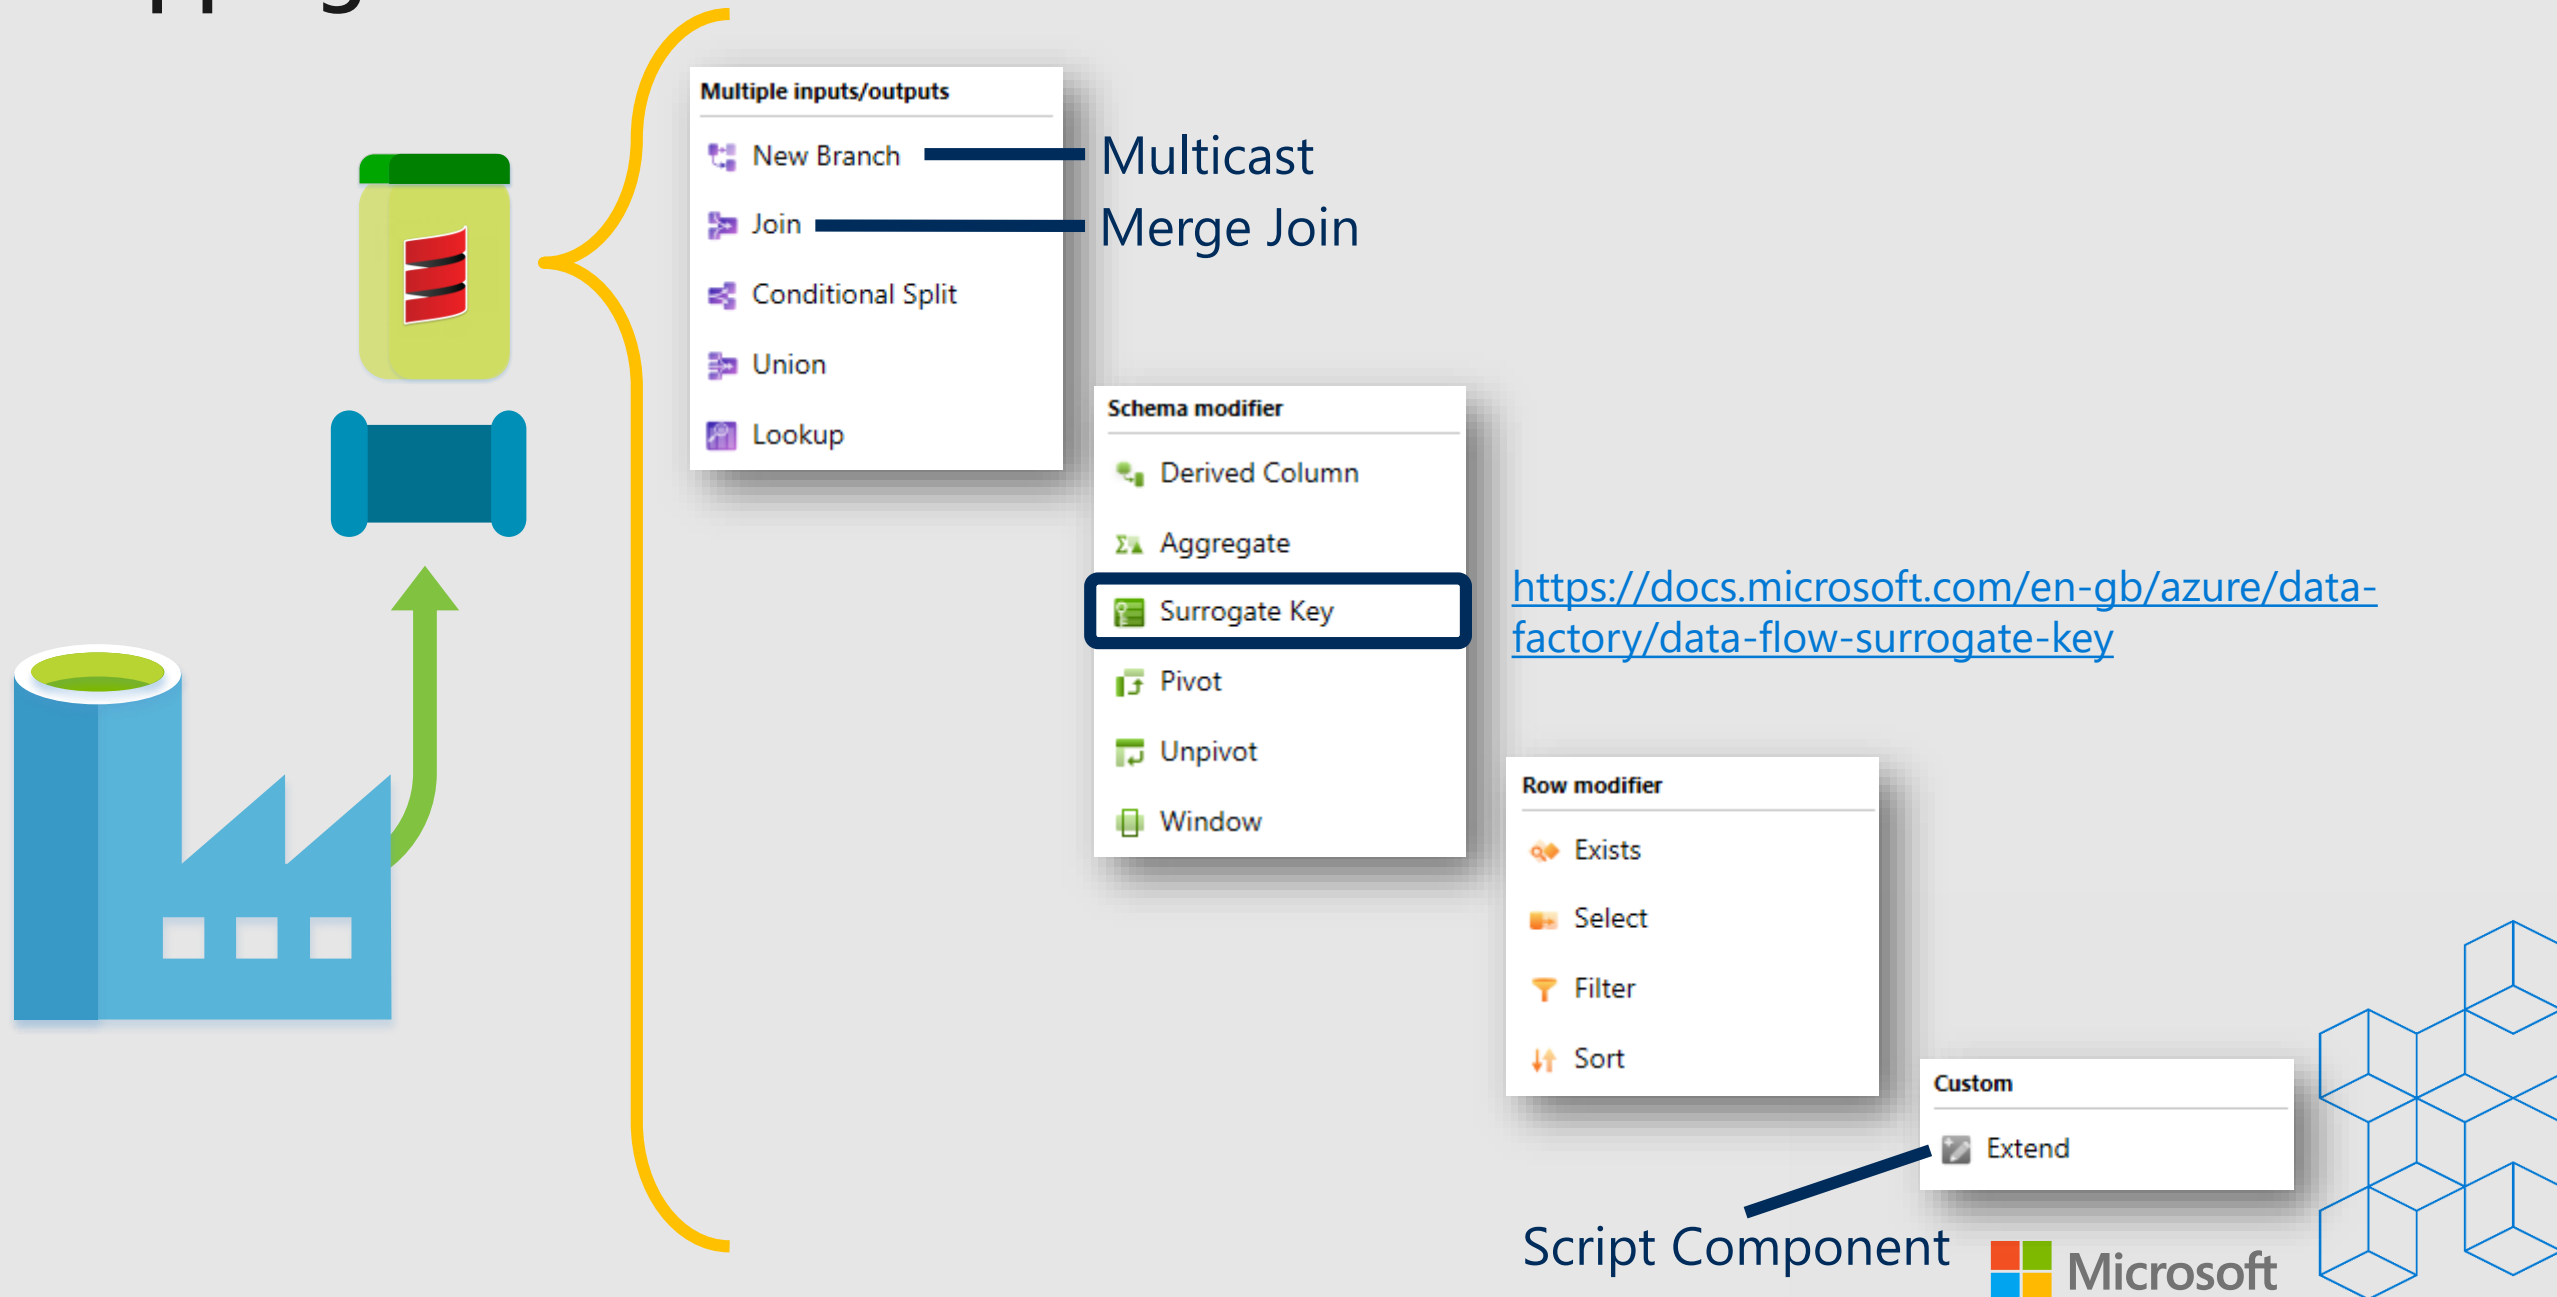 Multiple inputs/outputs
New Branch
Multicast
Join
Merge Join
Conditional Split
Union
Lookup
Schema modifier
Derived Column
Aggregate
Surrogate Key
Pivot
Unpivot
Window
https://docs.microsoft.com/en-gb/azure/data-
factory/data-flow-surrogate-key
Row modifier
Exists
Select
Filter
Sort
Custom
Extend
Script Component
Microsoft